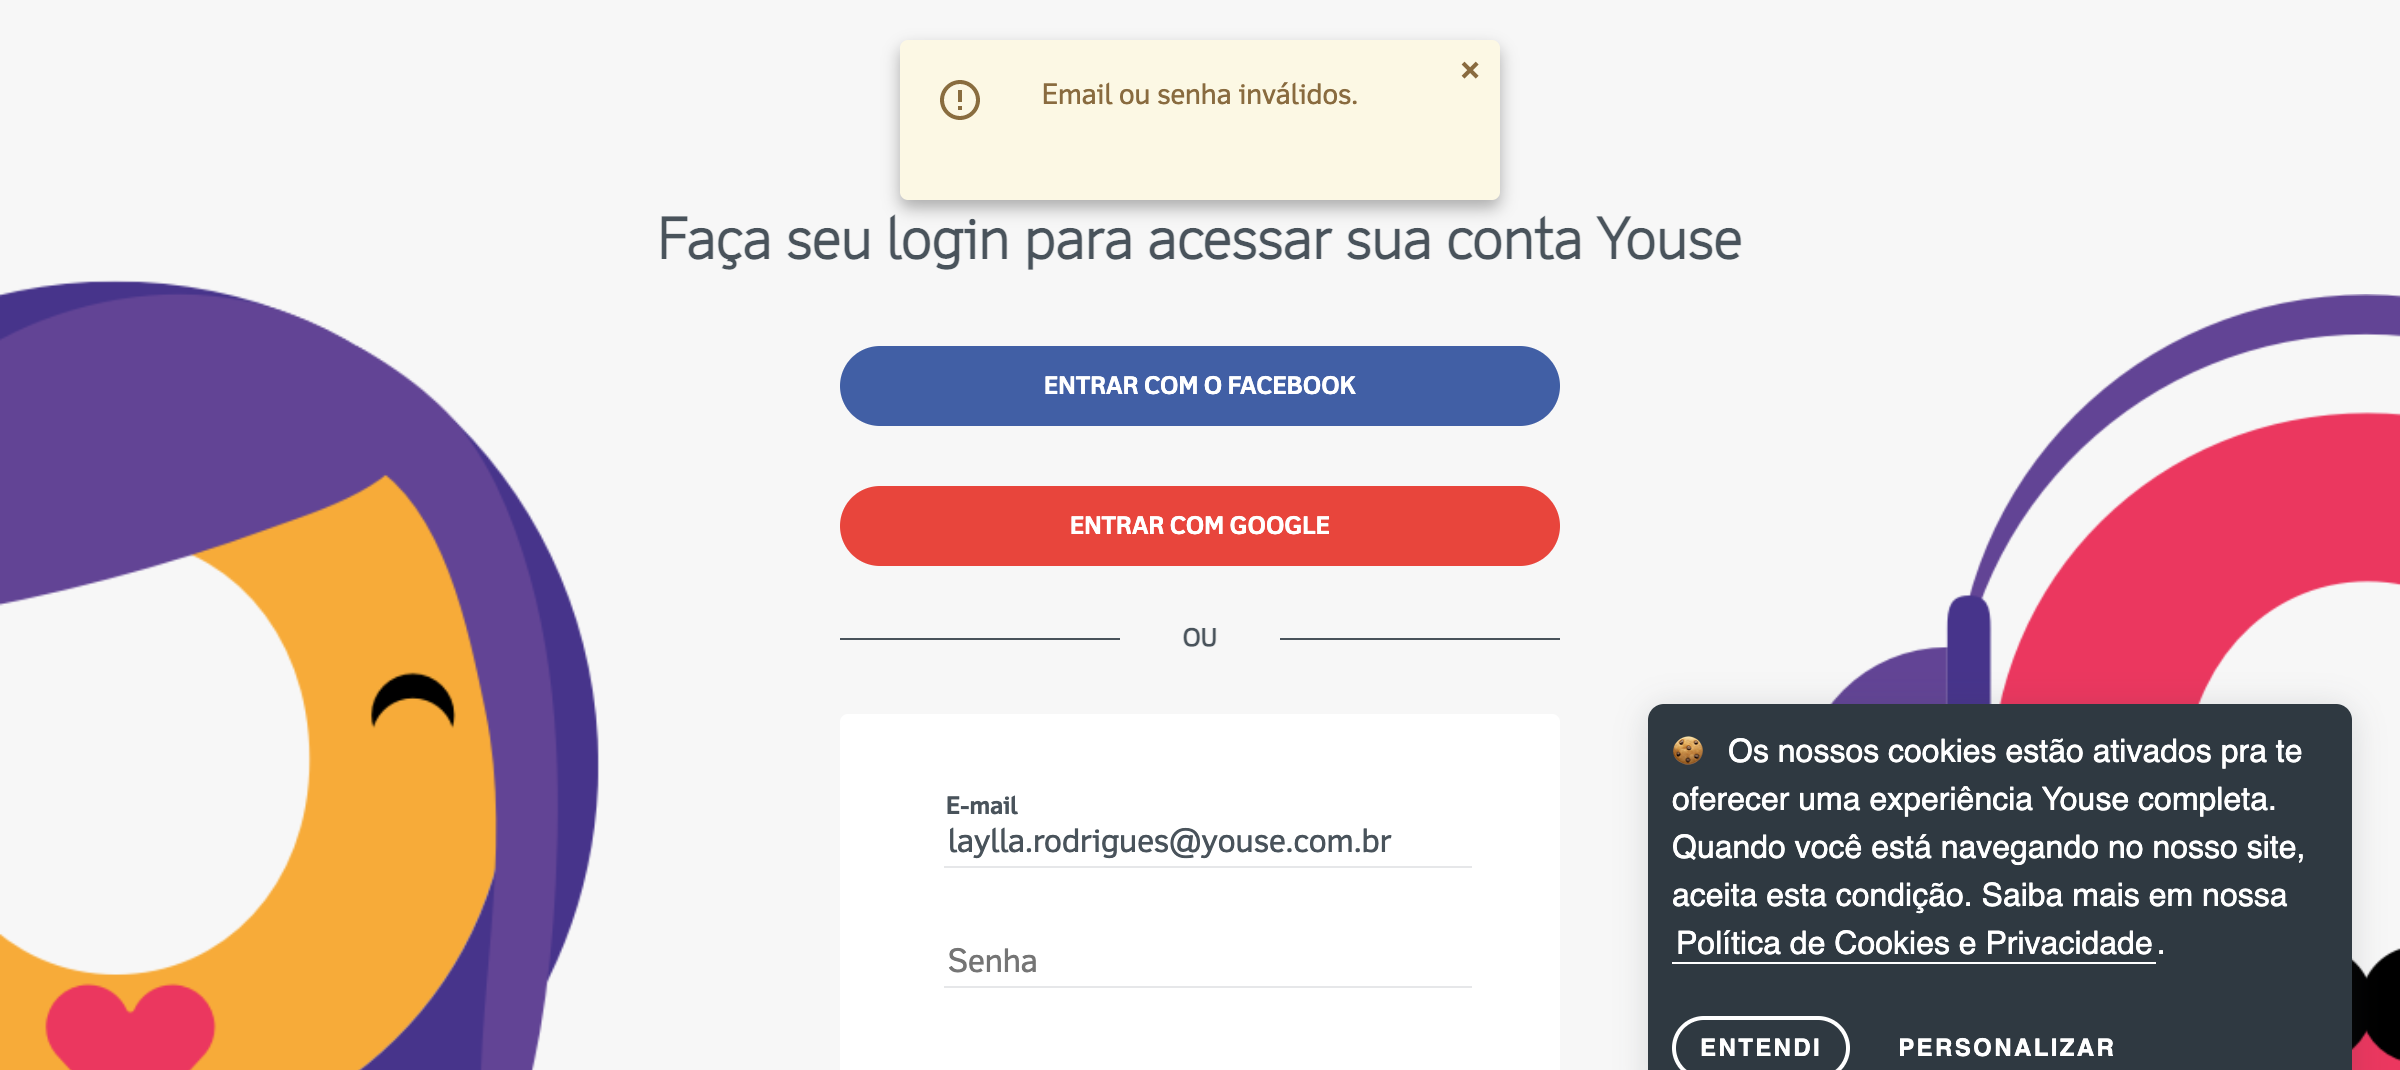 Email ou senha inválidos.
×
Faça seu login para acessar sua conta Youse
ENTRAR COM O FACEBOOK
ENTRAR COM GOOGLE
OU
E-mail
laylla.rodrigues@youse.com.br
Senha
🍪 Os nossos cookies estão ativados pra te
oferecer uma experiência Youse completa.
Quando você está navegando no nosso site,
aceita esta condição. Saiba mais em nossa
Política de Cookies e Privacidade.
ENTENDI PERSONALIZAR